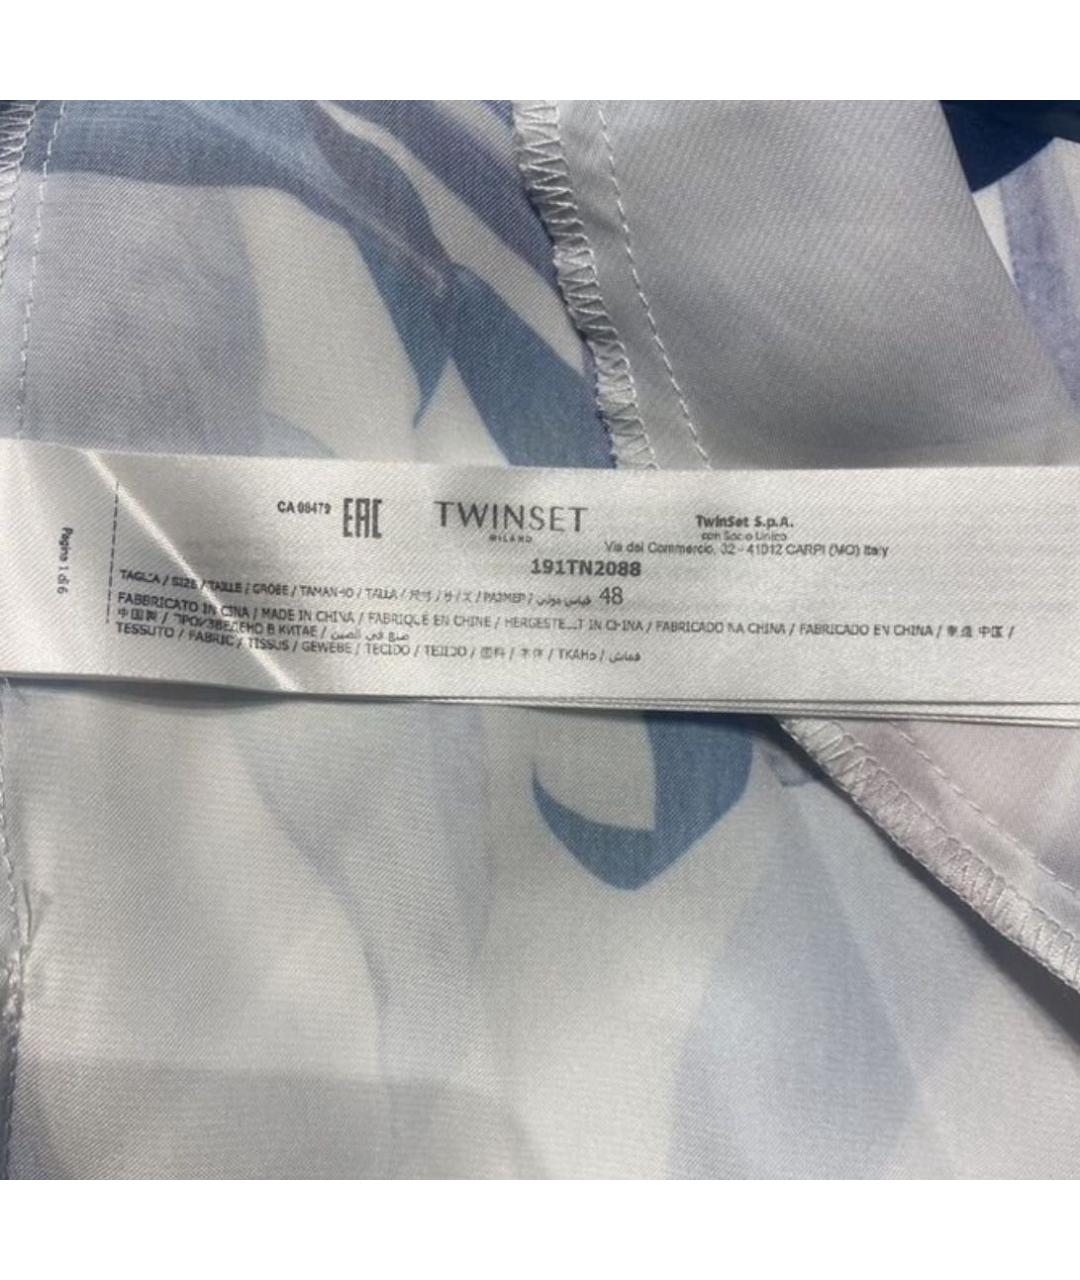 CA 08479 EAC TWINSET
MILANO
TwinSet S.p.A.
con Socio Unico
Via del Commercio, 32 - 41012 CARPI (MO) Italy
191TN2088
Pagina 1 di 6
TAGLIA / SIZE / TAILLE / GRÖßE / TAMANHO / TALLA / 尺寸 / サイズ / РАЗМЕР / قياس دولي 48
FABBRICATO IN CINA / MADE IN CHINA / FABRIQUÉ EN CHINE / HERGESTELLT IN CHINA / FABRICADO NA CHINA / FABRICADO EN CHINA / 製造 中国 /
中国製 / ПРОИЗВЕДЕНО В КИТАЕ / صنع في الصين
TESSUTO / FABRIC / TISSUS / GEWEBE / TECIDO / TEJIDO / 面料 / 本体 / ТКАНЬ / قماش